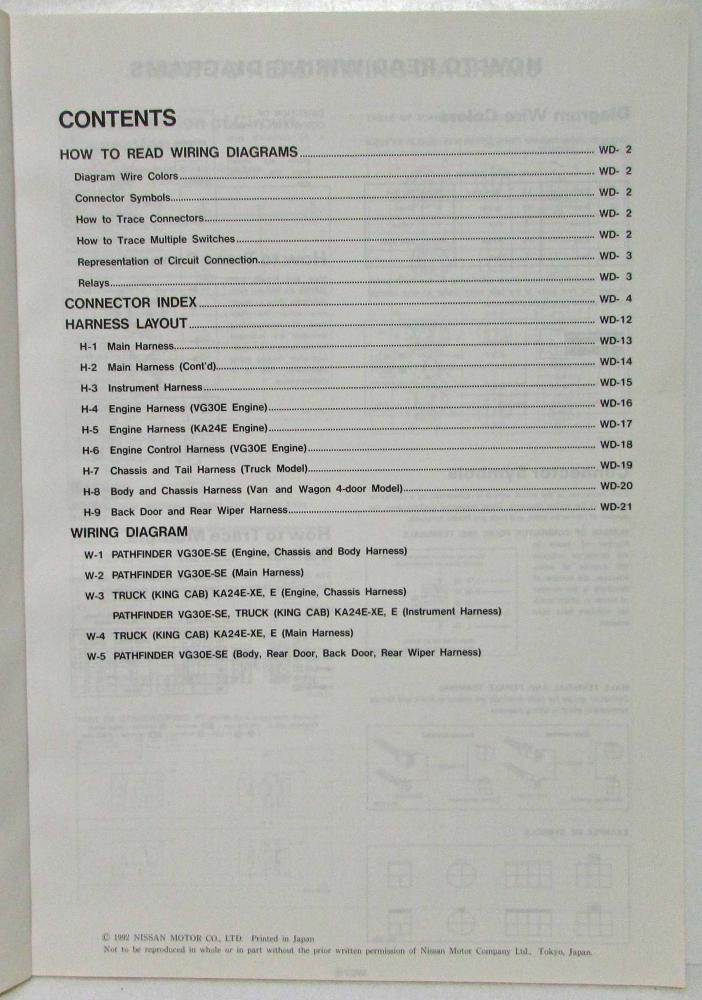 CONTENTS
HOW TO READ WIRING DIAGRAMS ........ WD- 2
Diagram Wire Colors ........ WD- 2
Connector Symbols ........ WD- 2
How to Trace Connectors ........ WD- 2
How to Trace Multiple Switches ........ WD- 2
Representation of Circuit Connection ........ WD- 3
Relays ........ WD- 3
CONNECTOR INDEX ........ WD- 4
HARNESS LAYOUT ........ WD-12
H-1 Main Harness ........ WD-13
H-2 Main Harness (Cont'd) ........ WD-14
H-3 Instrument Harness ........ WD-15
H-4 Engine Harness (VG30E Engine) ........ WD-16
H-5 Engine Harness (KA24E Engine) ........ WD-17
H-6 Engine Control Harness (VG30E Engine) ........ WD-18
H-7 Chassis and Tail Harness (Truck Model) ........ WD-19
H-8 Body and Chassis Harness (Van and Wagon 4-door Model) ........ WD-20
H-9 Back Door and Rear Wiper Harness ........ WD-21
WIRING DIAGRAM
W-1 PATHFINDER VG30E-SE (Engine, Chassis and Body Harness)
W-2 PATHFINDER VG30E-SE (Main Harness)
W-3 TRUCK (KING CAB) KA24E-XE, E (Engine, Chassis Harness)
PATHFINDER VG30E-SE, TRUCK (KING CAB) KA24E-XE, E (Instrument Harness)
W-4 TRUCK (KING CAB) KA24E-XE, E (Main Harness)
W-5 PATHFINDER VG30E-SE (Body, Rear Door, Back Door, Rear Wiper Harness)
© 1992 NISSAN MOTOR CO., LTD. Printed in Japan
Not to be reproduced in whole or in part without the prior written permission of Nissan Motor Company Ltd., Tokyo, Japan.